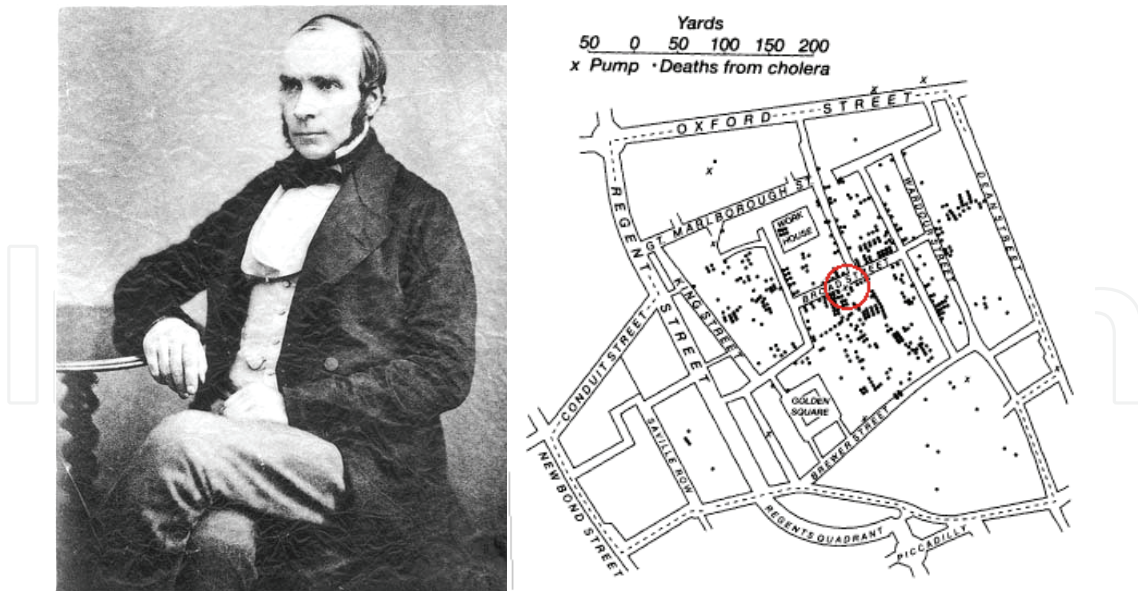 Yards
50 0 50 100 150 200
x Pump · Deaths from cholera
OXFORD STREET
REGENT STREET
GT. MARLBOROUGH ST
WORK HOUSE
WARDOUR STREET
DEAN STREET
BROAD STREET
KING STREET
CONDUIT STREET
GOLDEN SQUARE
SAVILLE ROW
BREWER STREET
NEW BOND STREET
REGENTS QUADRANT
PICCADILLY